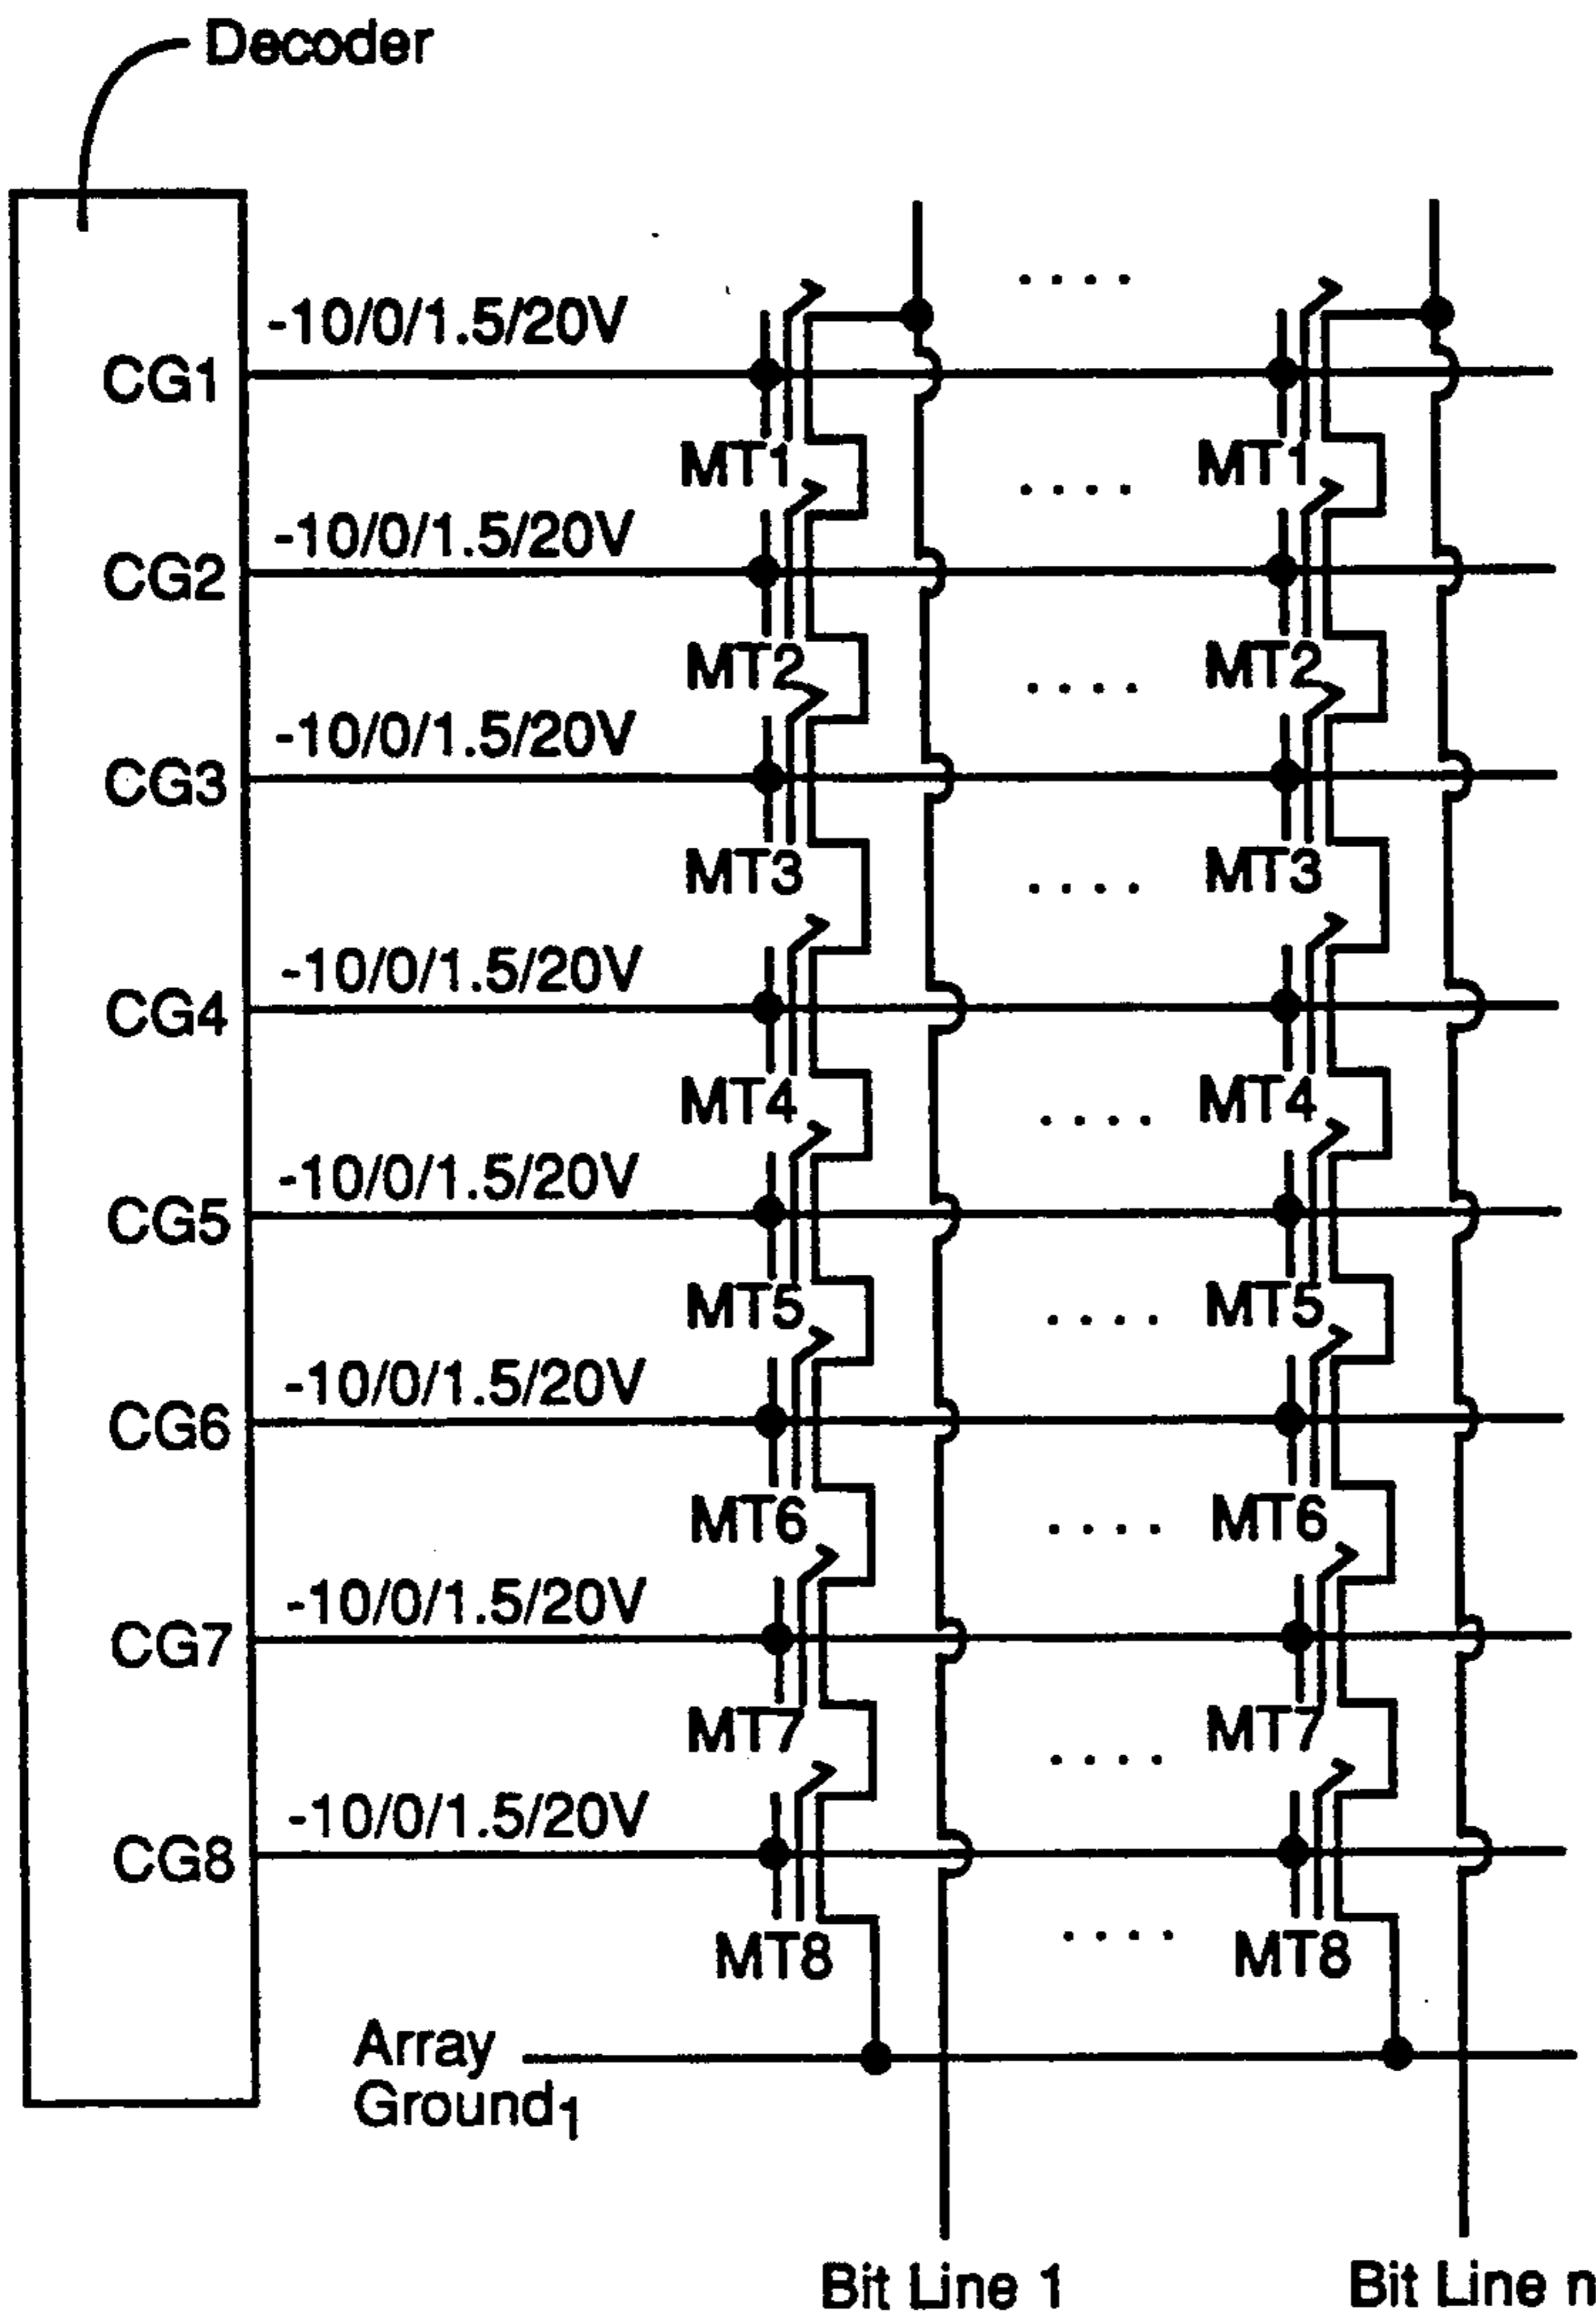 Decoder
-10/0/1.5/20V
CG1
MT1 MT1
-10/0/1.5/20V
CG2
MT2 MT2
-10/0/1.5/20V
CG3
MT3 MT3
-10/0/1.5/20V
CG4
MT4 MT4
-10/0/1.5/20V
CG5
MT5 MT5
-10/0/1.5/20V
CG6
MT6 MT6
-10/0/1.5/20V
CG7
MT7 MT7
-10/0/1.5/20V
CG8
MT8 MT8
Array
Ground1
Bit Line 1 Bit Line n